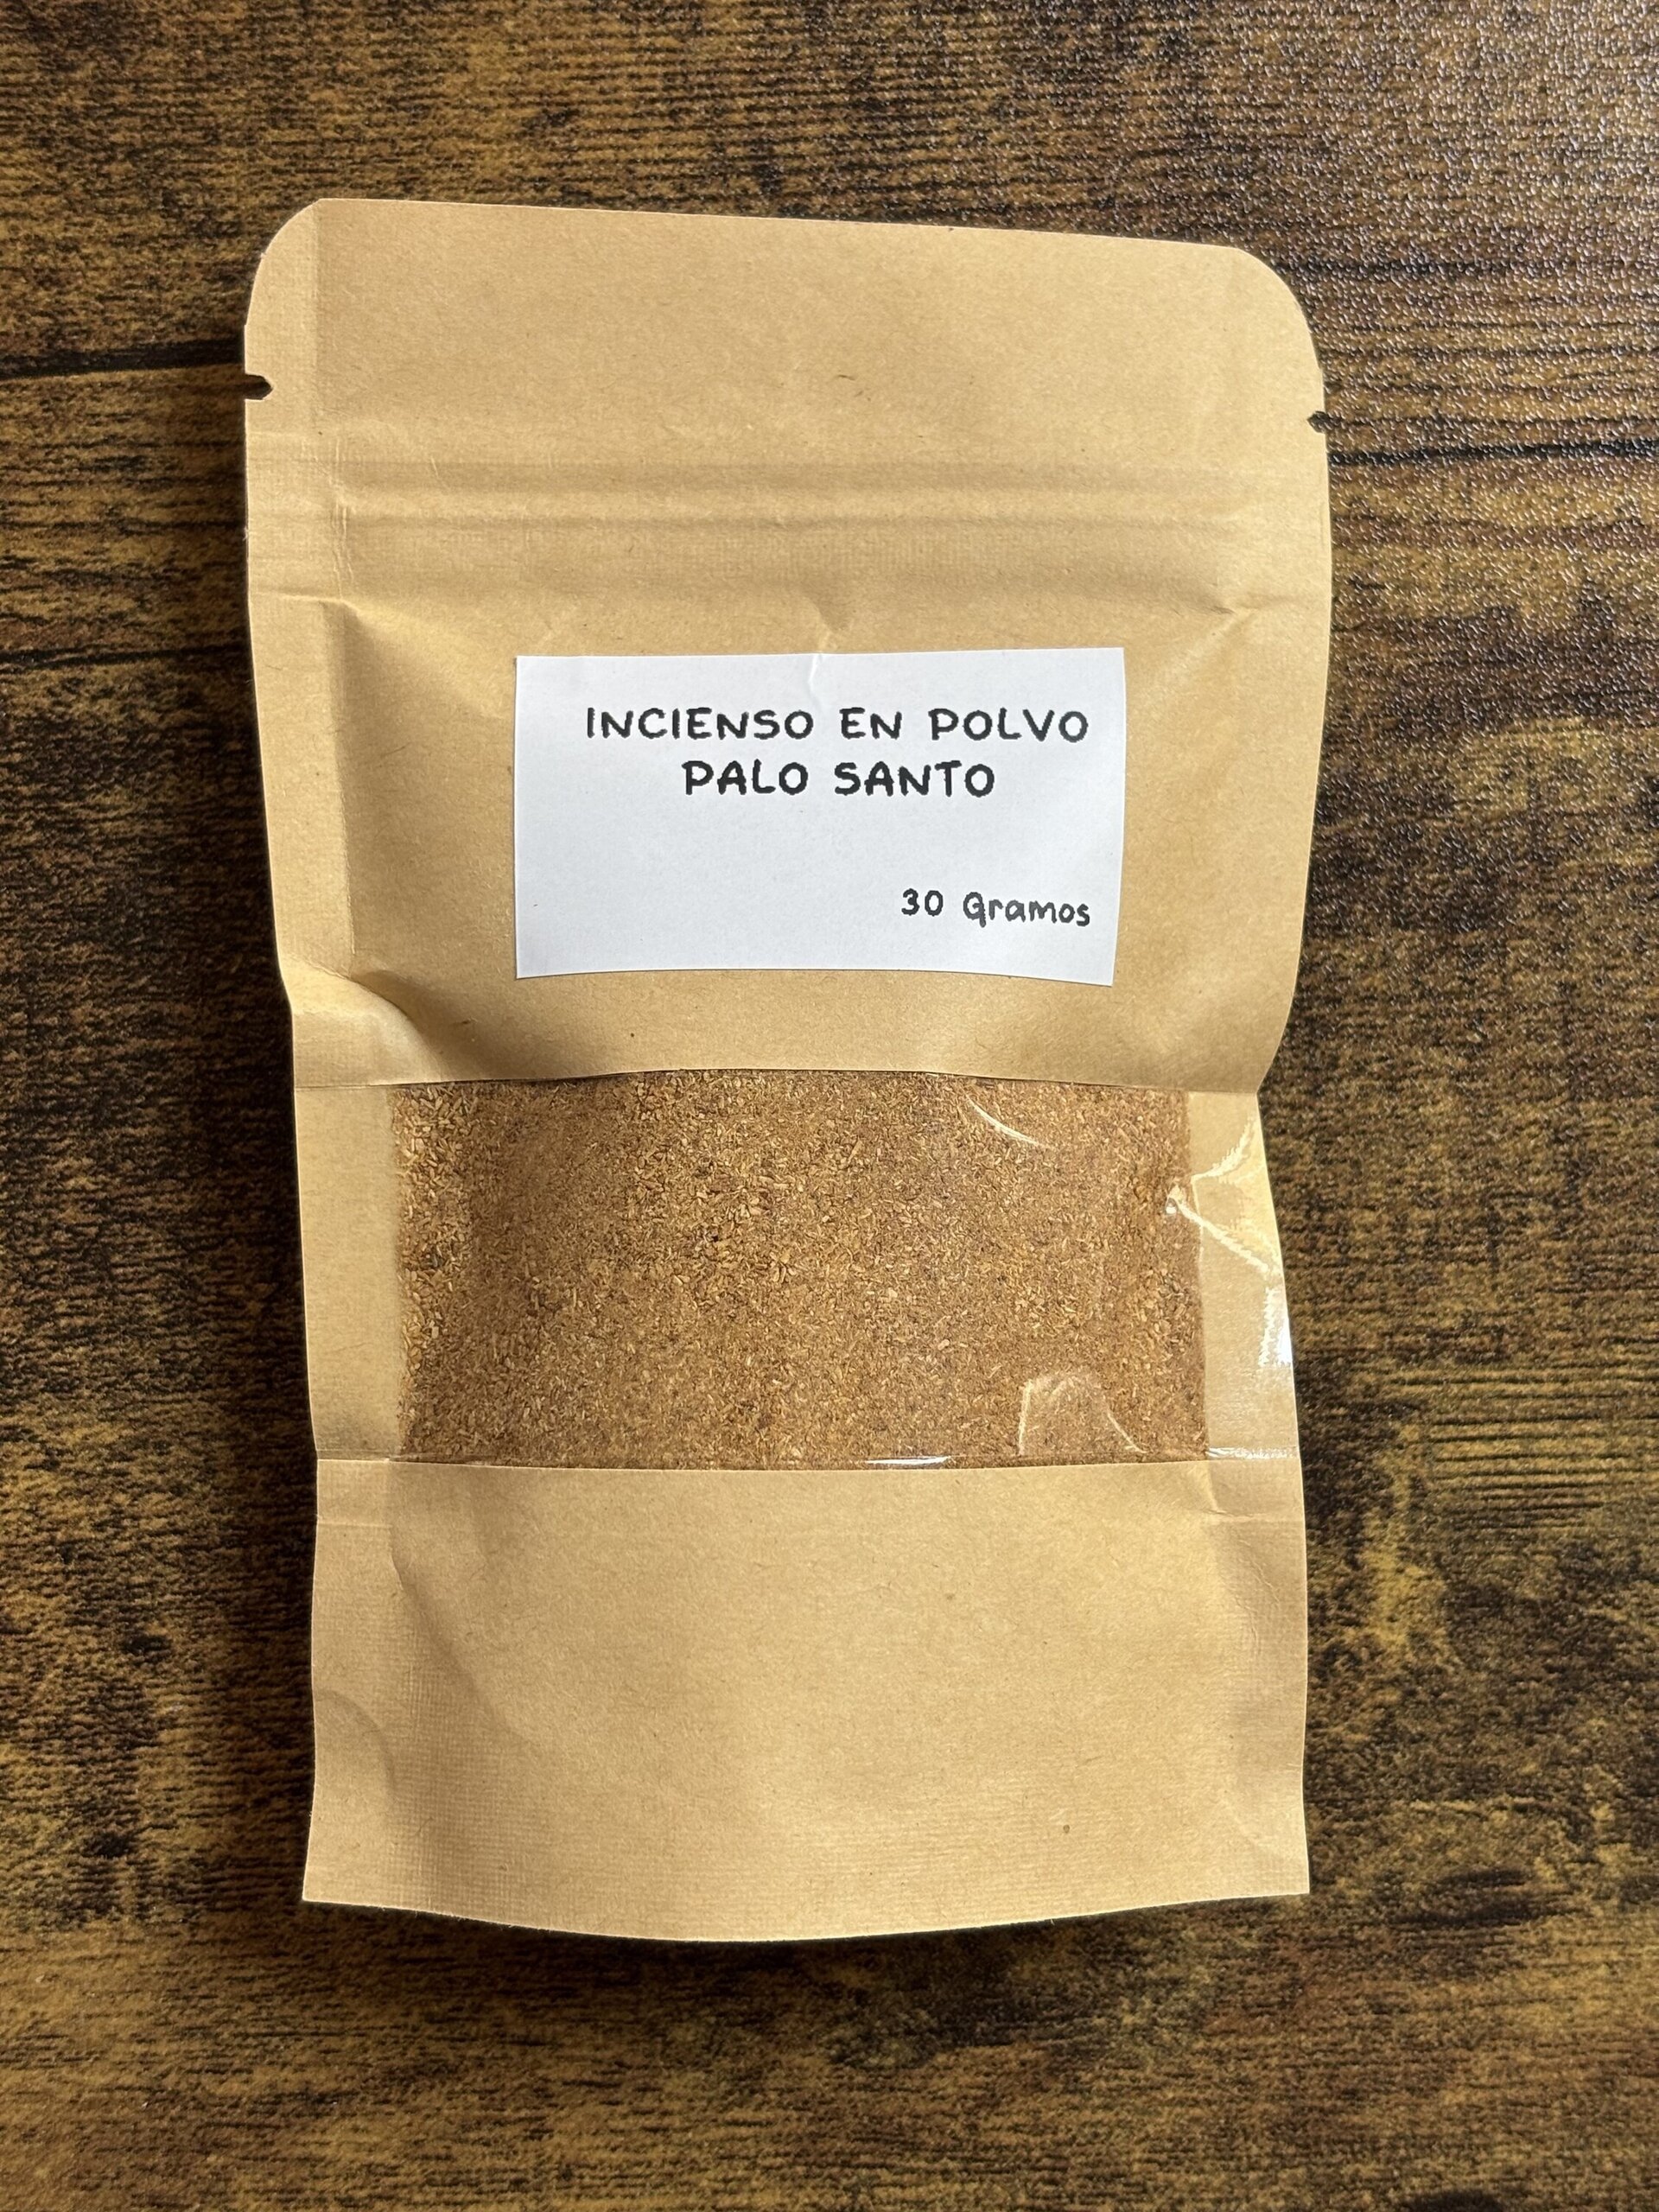 INCIENSO EN POLVO
PALO SANTO
30 Gramos